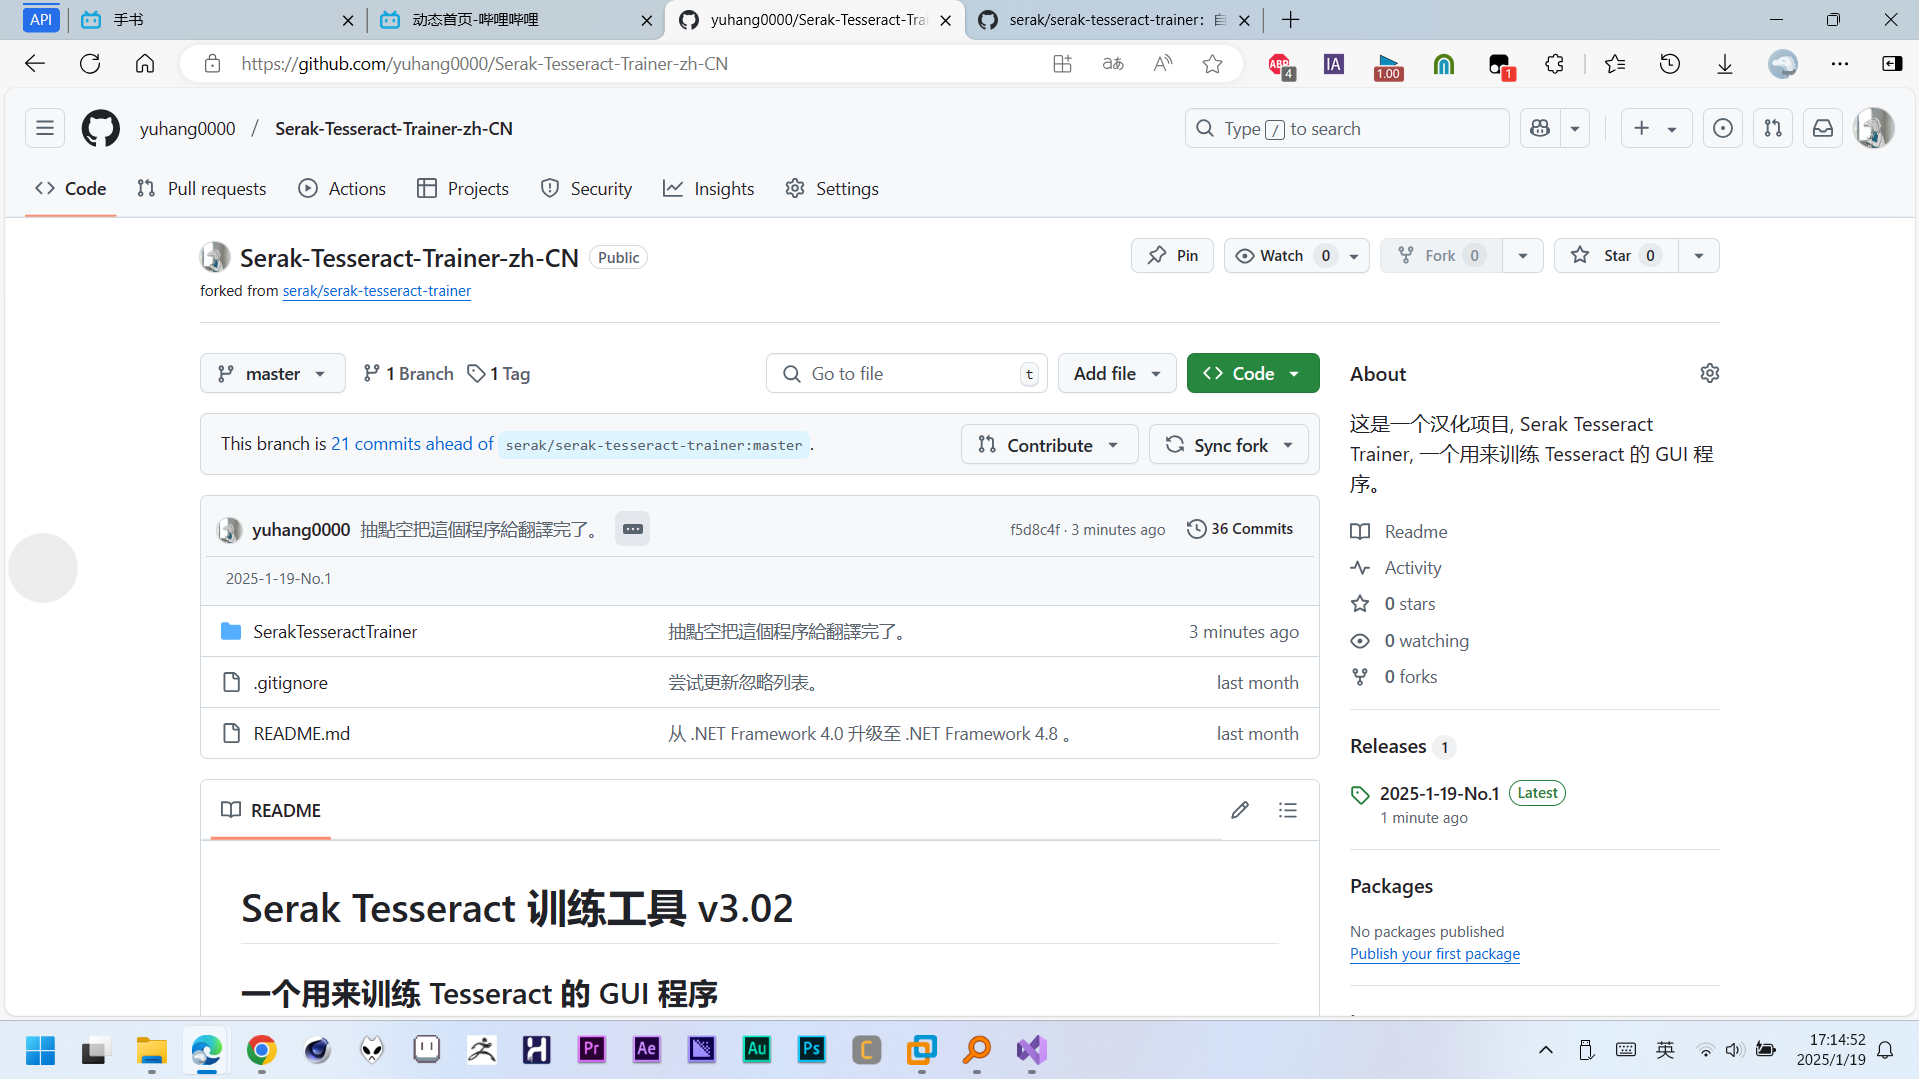 API
手书
动态首页-哔哩哔哩
yuhang0000/Serak-Tesseract-Trai
serak/serak-tesseract-trainer: 自
https://github.com/yuhang0000/Serak-Tesseract-Trainer-zh-CN
ABP
4
IA
1.00
1
yuhang0000 / Serak-Tesseract-Trainer-zh-CN
Type / to search
Code
Pull requests
Actions
Projects
Security
Insights
Settings
Serak-Tesseract-Trainer-zh-CN Public
Pin
Watch 0
Fork 0
Star 0
forked from serak/serak-tesseract-trainer
master
1 Branch
1 Tag
Go to file
t
Add file
Code
This branch is 21 commits ahead of serak/serak-tesseract-trainer:master.
Contribute
Sync fork
yuhang0000 抽點空把這個程序給翻譯完了。
f5d8c4f · 3 minutes ago
36 Commits
2025-1-19-No.1
SerakTesseractTrainer 抽點空把這個程序給翻譯完了。 3 minutes ago
.gitignore 尝试更新忽略列表。 last month
README.md 从 .NET Framework 4.0 升级至 .NET Framework 4.8 。 last month
README
Serak Tesseract 训练工具 v3.02
一个用来训练 Tesseract 的 GUI 程序
About
这是一个汉化项目, Serak Tesseract
Trainer, 一个用来训练 Tesseract 的 GUI 程
序。
Readme
Activity
0 stars
0 watching
0 forks
Releases 1
2025-1-19-No.1 Latest
1 minute ago
Packages
No packages published
Publish your first package
Pr
Ae
Au
Ps
C
英
17:14:52
2025/1/19